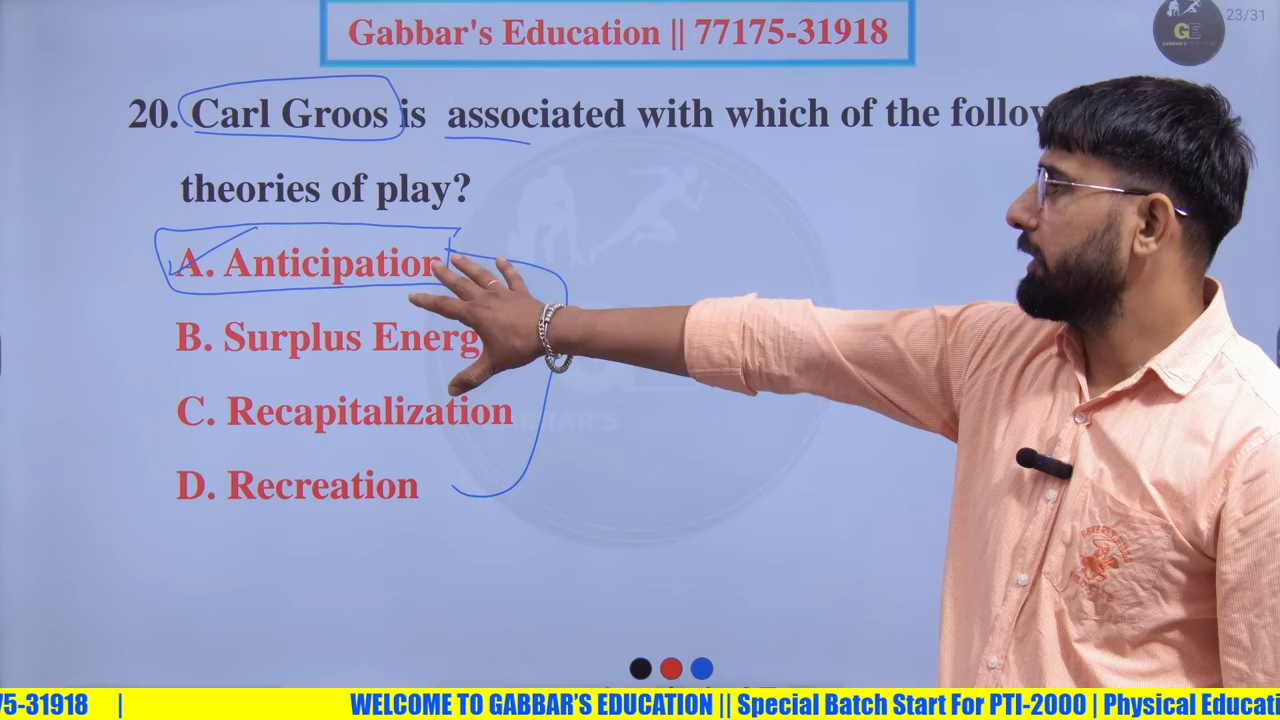 Gabbar's Education || 77175-31918
23/31
GE
20. Carl Groos is associated with which of the follow
theories of play?
A. Anticipation
B. Surplus Energ
C. Recapitalization
D. Recreation
75-31918 | WELCOME TO GABBAR'S EDUCATION || Special Batch Start For PTI-2000 | Physical Educati